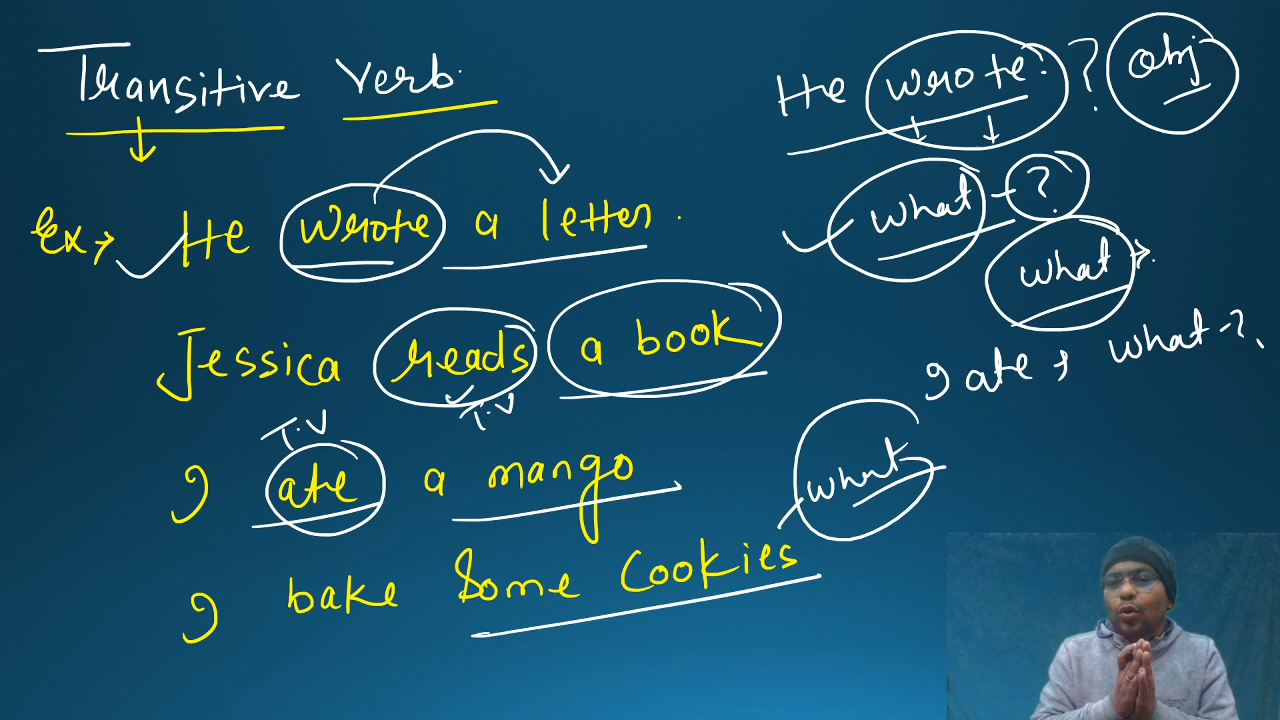 Transitive Verb.
He wrote. ? obj
Ex, He wrote a letter.
what - ?
what
Jessica reads a book
I ate, what - ?
T.V
T.V
I ate a mango
what
I bake Some Cookies